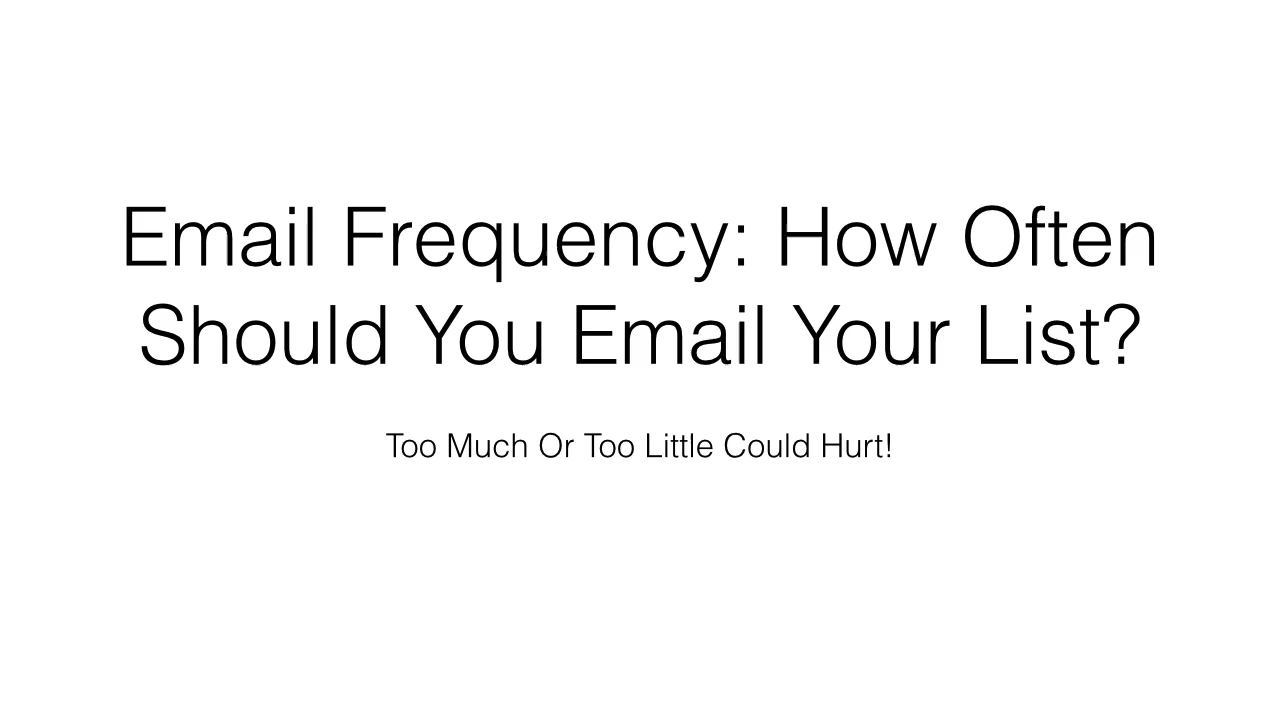 Email Frequency: How Often
Should You Email Your List?
Too Much Or Too Little Could Hurt!